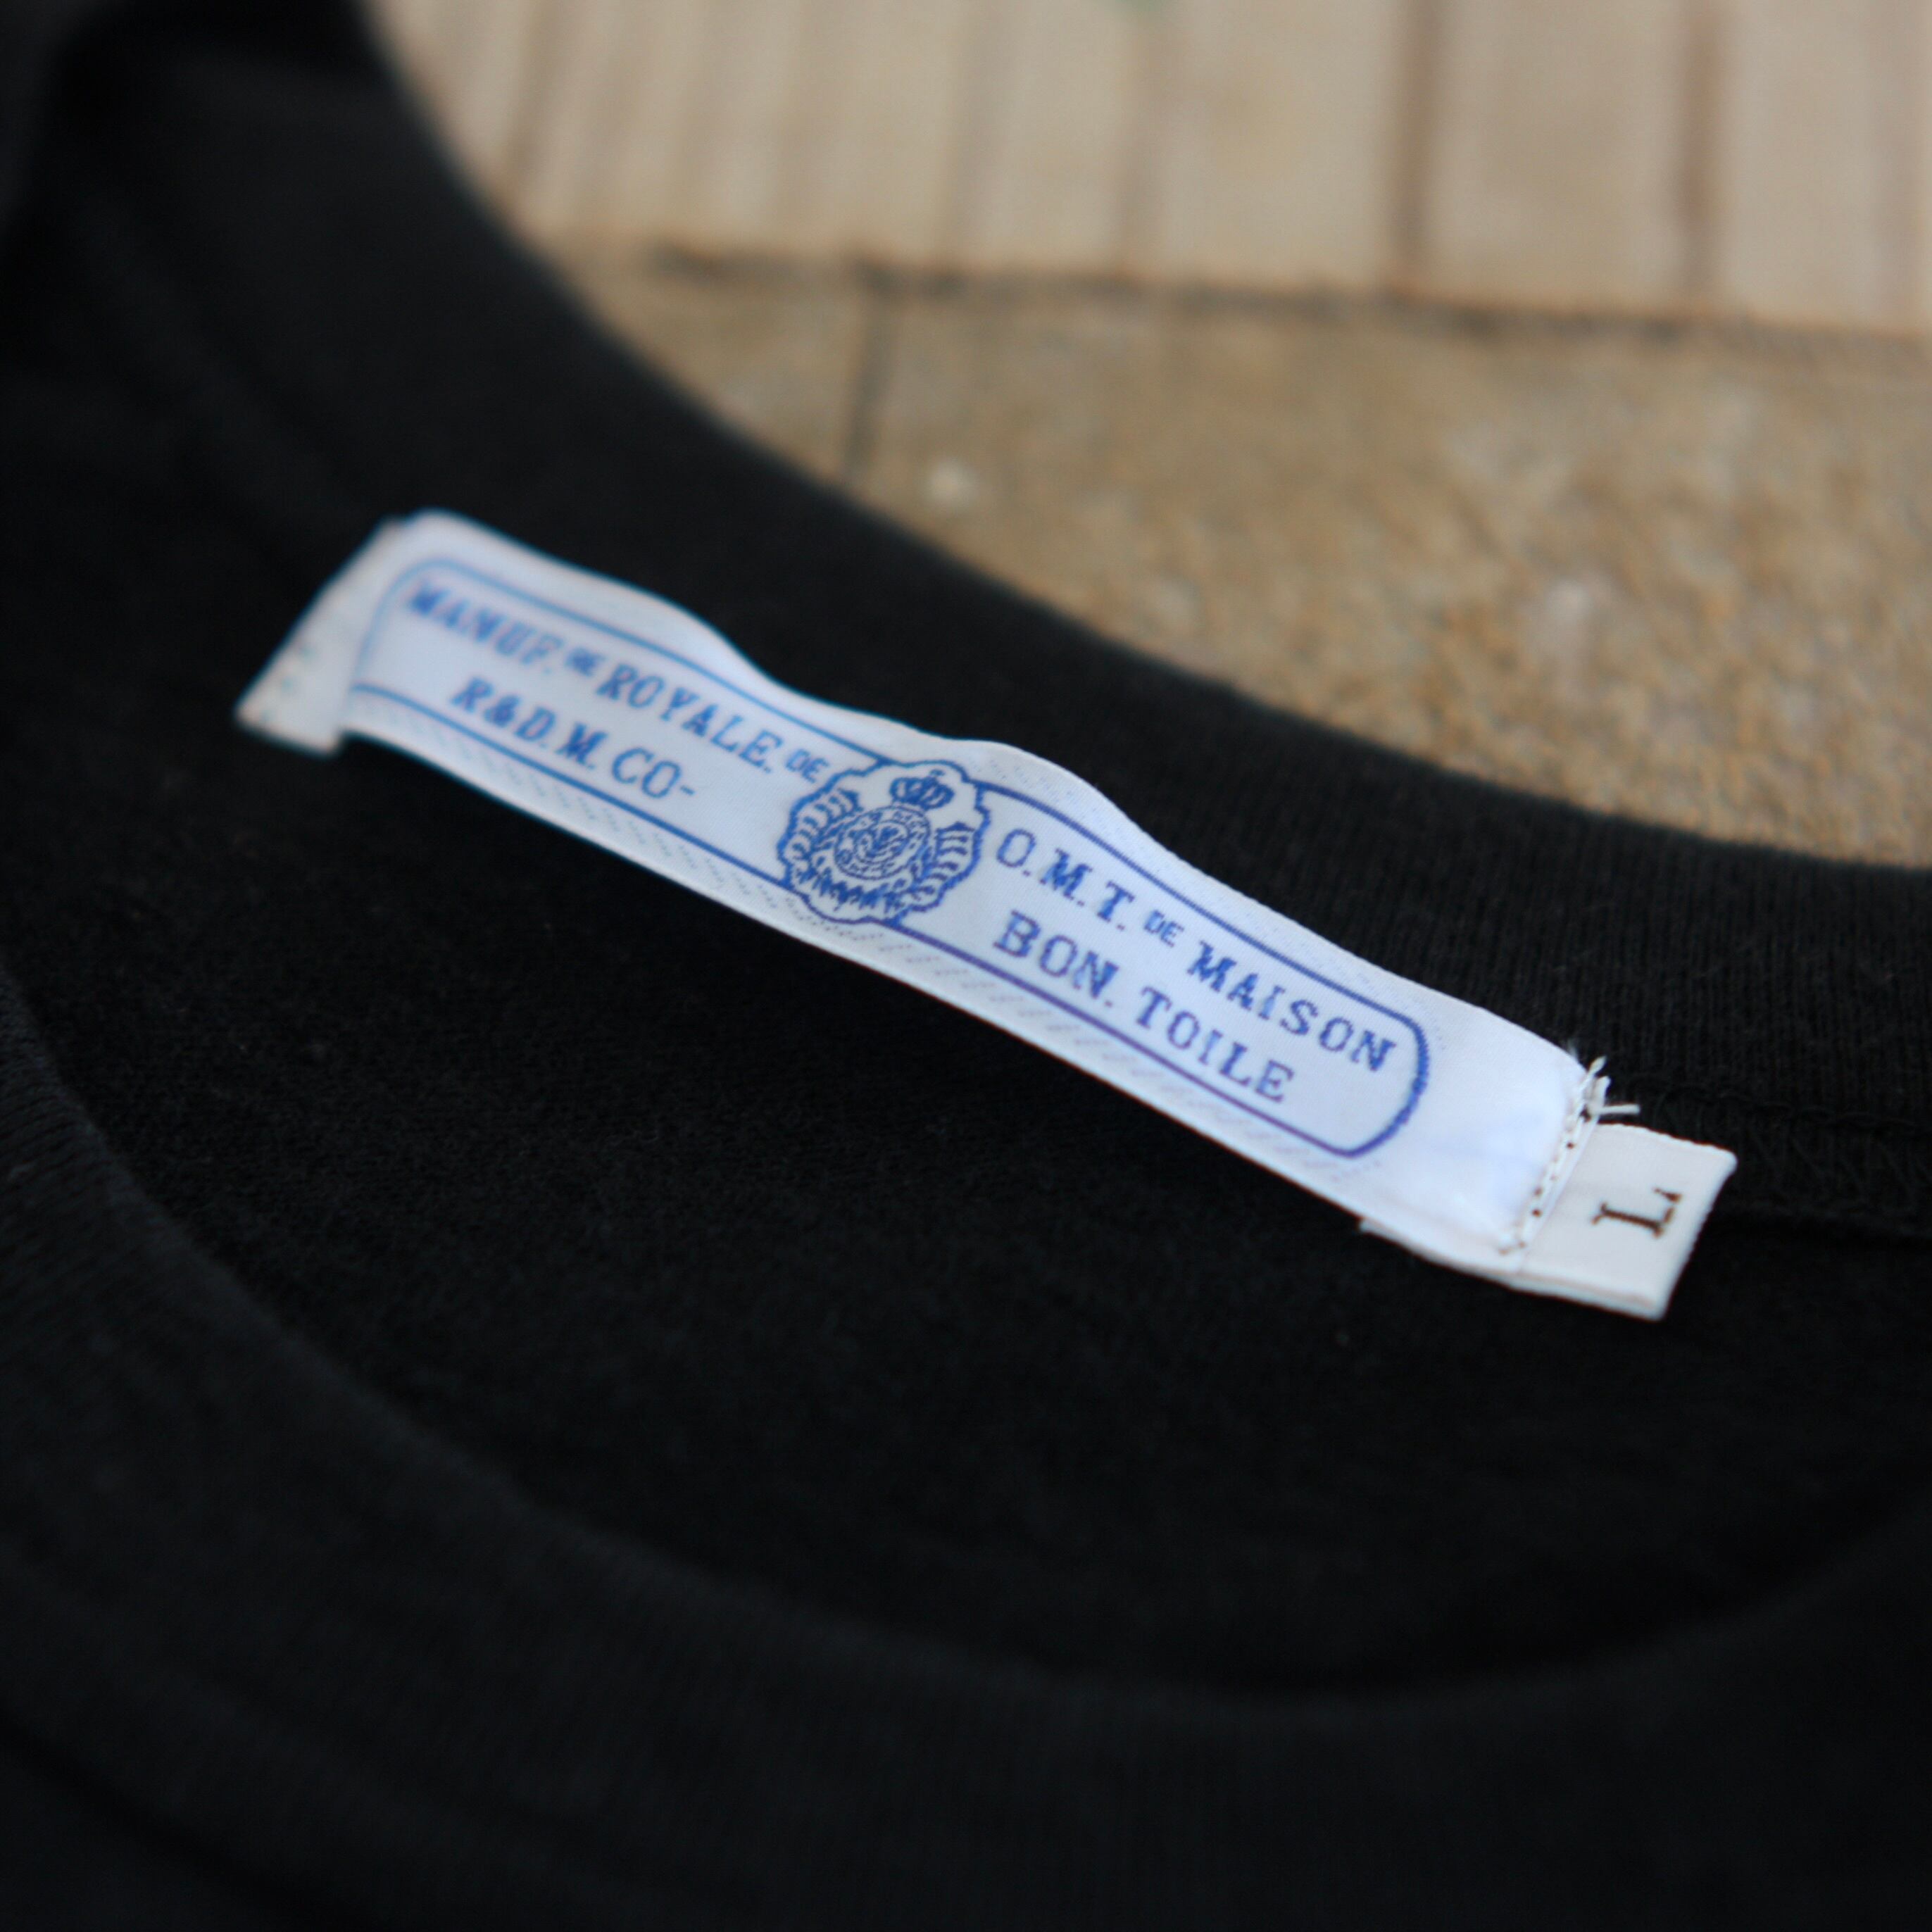 MANUF. DE ROYALE. DE
R&D. M. CO-
O.M.T. DE MAISON
BON. TOILE
L